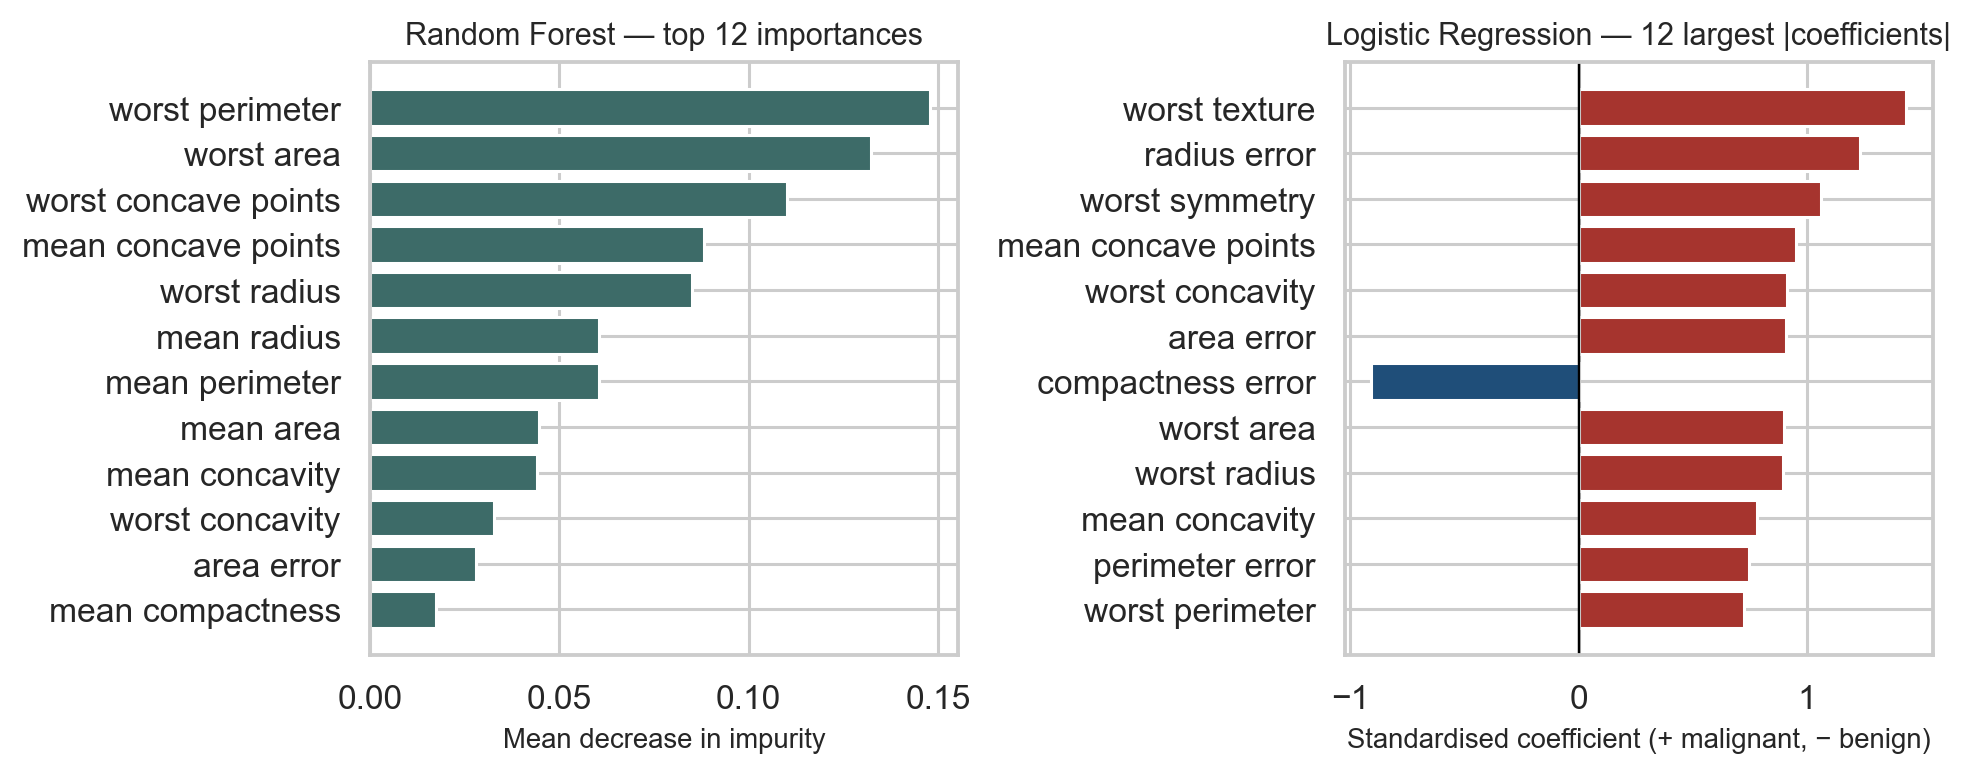 Random Forest — top 12 importances
worst perimeter
worst area
worst concave points
mean concave points
worst radius
mean radius
mean perimeter
mean area
mean concavity
worst concavity
area error
mean compactness
0.00 0.05 0.10 0.15
Mean decrease in impurity
Logistic Regression — 12 largest |coefficients|
worst texture
radius error
worst symmetry
mean concave points
worst concavity
area error
compactness error
worst area
worst radius
mean concavity
perimeter error
worst perimeter
−1 0 1
Standardised coefficient (+ malignant, − benign)